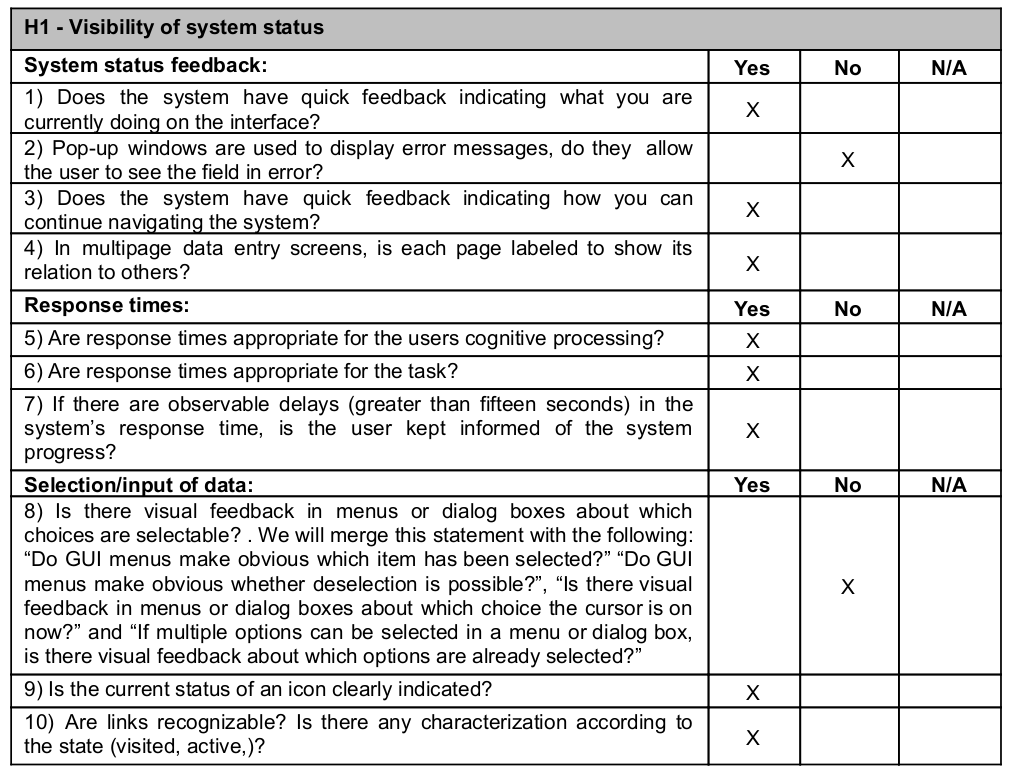 H1 - Visibility of system status
System status feedback: Yes No N/A
1) Does the system have quick feedback indicating what you are
currently doing on the interface?
X
2) Pop-up windows are used to display error messages, do they allow
the user to see the field in error?
X
3) Does the system have quick feedback indicating how you can
continue navigating the system?
X
4) In multipage data entry screens, is each page labeled to show its
relation to others?
X
Response times: Yes No N/A
5) Are response times appropriate for the users cognitive processing? X
6) Are response times appropriate for the task? X
7) If there are observable delays (greater than fifteen seconds) in the
system's response time, is the user kept informed of the system
progress?
X
Selection/input of data: Yes No N/A
8) Is there visual feedback in menus or dialog boxes about which
choices are selectable? . We will merge this statement with the following:
“Do GUI menus make obvious which item has been selected?” “Do GUI
menus make obvious whether deselection is possible?”, “Is there visual
feedback in menus or dialog boxes about which choice the cursor is on
now?” and “If multiple options can be selected in a menu or dialog box,
is there visual feedback about which options are already selected?”
X
9) Is the current status of an icon clearly indicated? X
10) Are links recognizable? Is there any characterization according to
the state (visited, active,)?
X